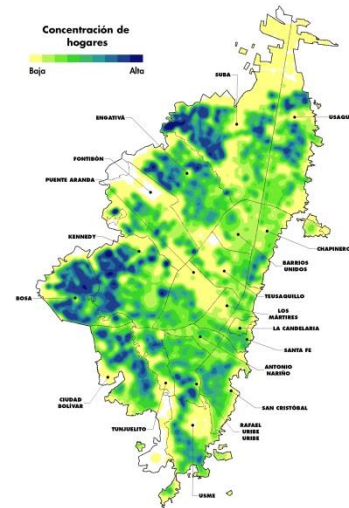 Concentración de
hogares
Baja
Alta
SUBA
USAQU
ENGATIVÁ
FONTIBÓN
PUENTE ARANDA
KENNEDY
CHAPINERO
BARRIOS
UNIDOS
BOSA
TEUSAQUILLO
LOS
MÁRTIRES
LA CANDELARIA
SANTA FE
ANTONIO
NARIÑO
CIUDAD
BOLÍVAR
SAN CRISTÓBAL
TUNJUELITO
RAFAEL
URIBE
URIBE
USME